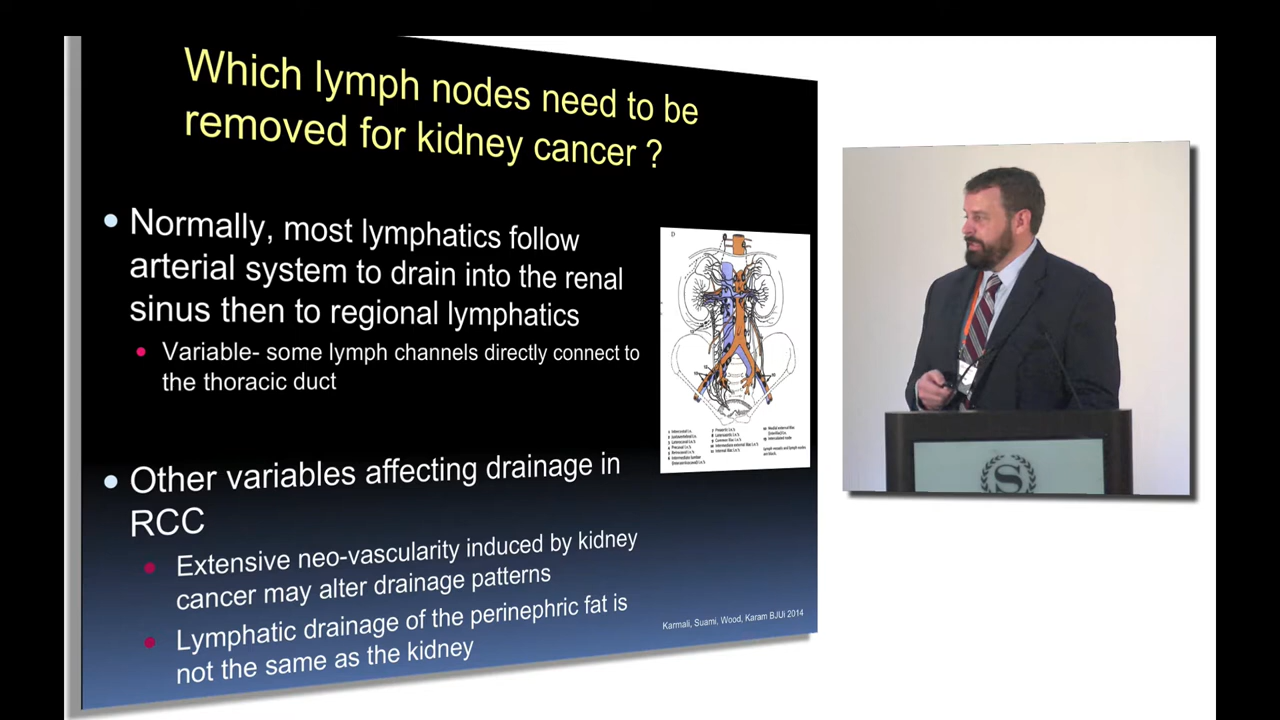 Which lymph nodes need to be
removed for kidney cancer ?
Normally, most lymphatics follow
arterial system to drain into the renal
sinus then to regional lymphatics
Variable- some lymph channels directly connect to
the thoracic duct
Other variables affecting drainage in
RCC
Extensive neo-vascularity induced by kidney
cancer may alter drainage patterns
Lymphatic drainage of the perinephric fat is
not the same as the kidney
D
Karmali, Suami, Wood, Karam BJUi 2014
S